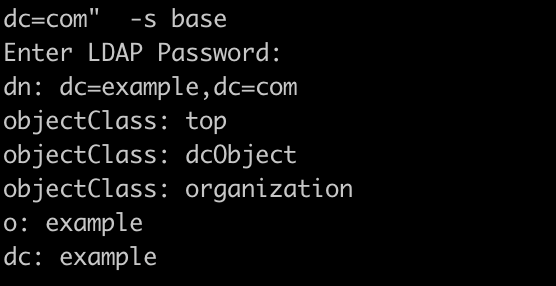 dc=com"  -s base
Enter LDAP Password:
dn: dc=example,dc=com
objectClass: top
objectClass: dcObject
objectClass: organization
o: example
dc: example